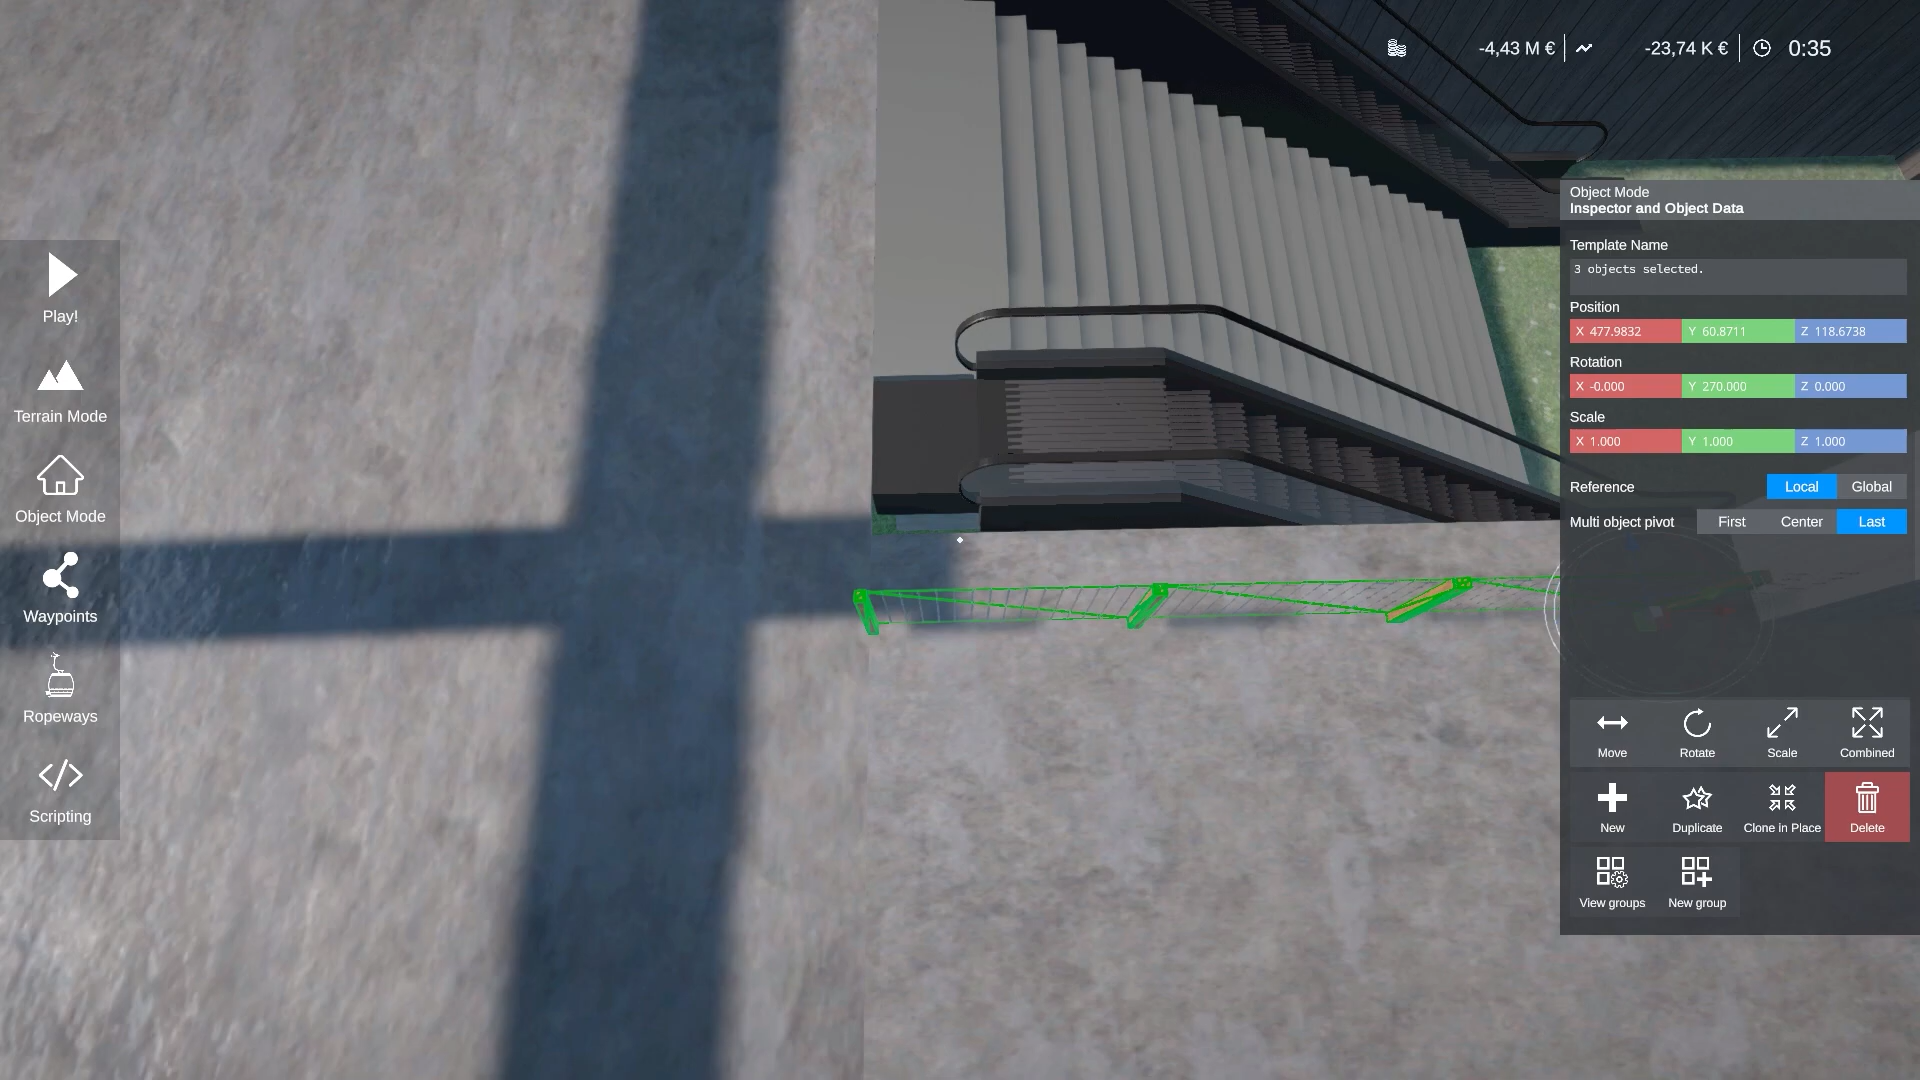 -4,43 M €
-23,74 K €
0:35
Play!
Terrain Mode
Object Mode
Waypoints
Ropeways
Scripting
Object Mode
Inspector and Object Data
Template Name
3 objects selected.
Position
X 477.9832 Y 60.8711 Z 118.6738
Rotation
X -0.000 Y 270.000 Z 0.000
Scale
X 1.000 Y 1.000 Z 1.000
Reference Local Global
Multi object pivot First Center Last
Move Rotate Scale Combined
New Duplicate Clone in Place Delete
View groups New group